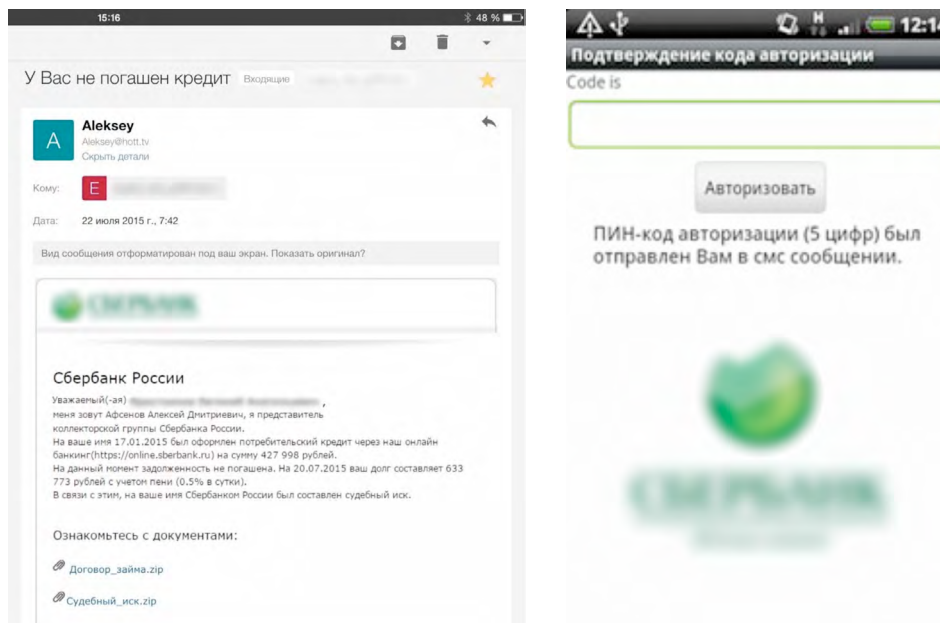 15:16
48 %
У Вас не погашен кредит Входящие
A
Aleksey
Aleksey@hott.tv
Скрыть детали
Кому: E
Дата: 22 июля 2015 г., 7:42
Вид сообщения отформатирован под ваш экран. Показать оригинал?
СБЕРБАНК
Сбербанк России
Уважаемый(-ая) ,
меня зовут Афсенов Алексей Дмитриевич, я представитель
коллекторской группы Сбербанка России.
На ваше имя 17.01.2015 был оформлен потребительский кредит через наш онлайн
банкинг(https://online.sberbank.ru) на сумму 427 998 рублей.
На данный момент задолженность не погашена. На 20.07.2015 ваш долг составляет 633
773 рублей с учетом пени (0.5% в сутки).
В связи с этим, на ваше имя Сбербанком России был составлен судебный иск.
Ознакомьтесь с документами:
Договор_займа.zip
Судебный_иск.zip
H 12:14
Подтверждение кода авторизации
Code is
Авторизовать
ПИН-код авторизации (5 цифр) был
отправлен Вам в смс сообщении.
СБЕРБАНК